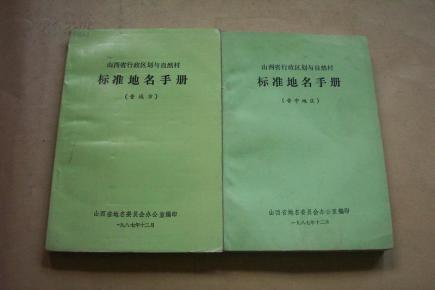 山西省行政区划与自然村
标准地名手册
(晋城市)
山西省地名委员会办公室编印
一九八七年十二月
山西省行政区划与自然村
标准地名手册
(晋中地区)
山西省地名委员会办公室编印
一九八七年十二月